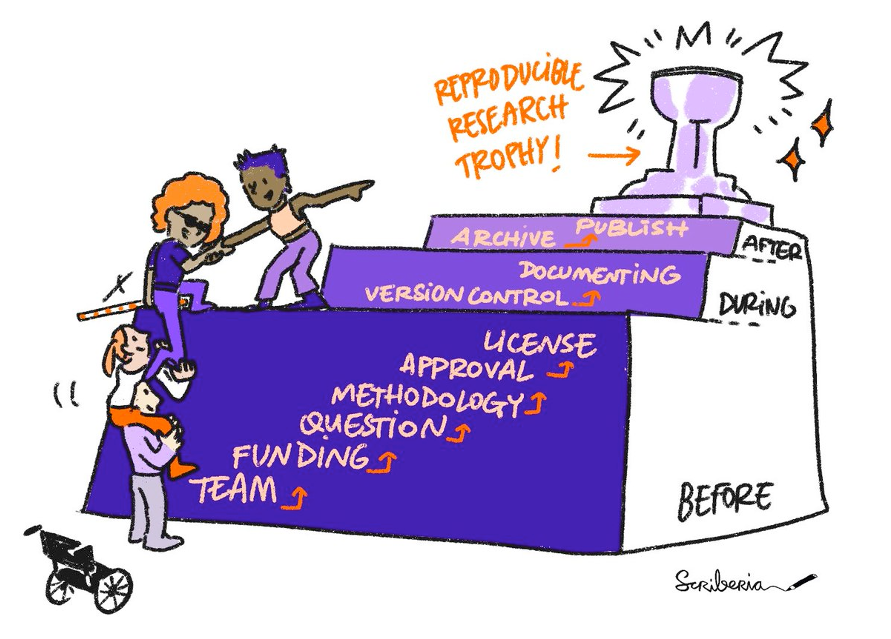 REPRODUCIBLE
RESEARCH
TROPHY!
ARCHIVE PUBLISH
AFTER
DOCUMENTING
VERSION CONTROL
DURING
LICENSE
APPROVAL
METHODOLOGY
QUESTION
FUNDING
TEAM
BEFORE
Scriberia